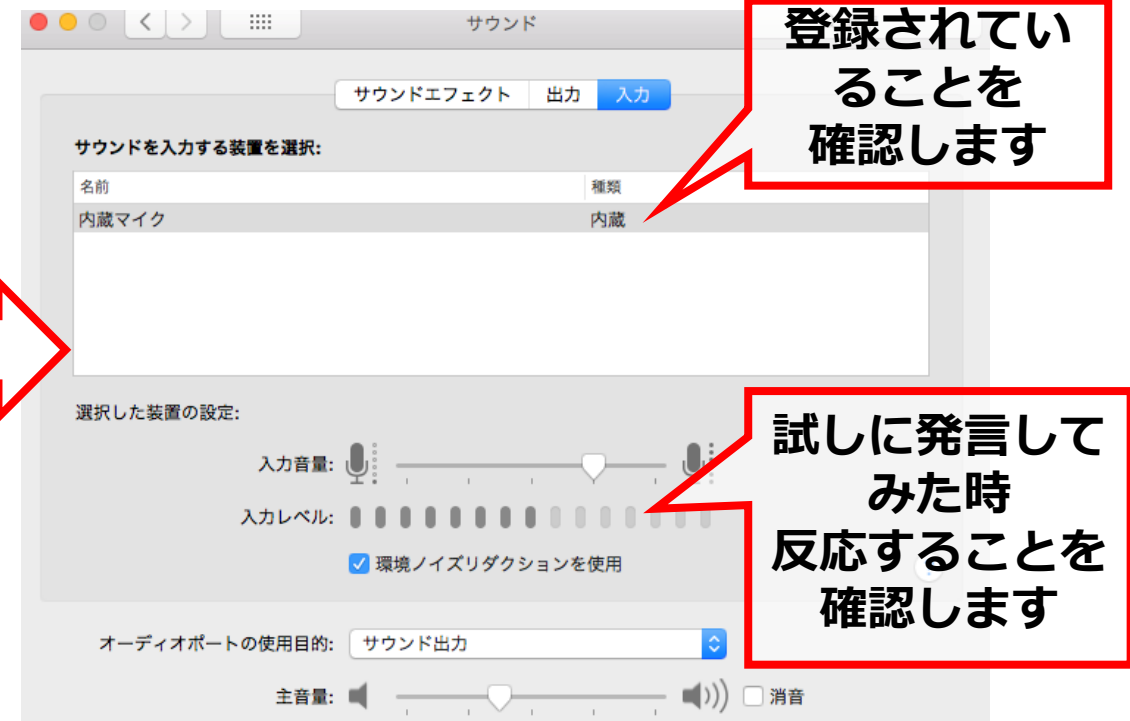 サウンド
登録されてい
ることを
確認します
サウンドエフェクト 出力 入力
サウンドを入力する装置を選択:
名前 種類
内蔵マイク 内蔵
選択した装置の設定:
入力音量:
入力レベル:
環境ノイズリダクションを使用
試しに発言して
みた時
反応することを
確認します
オーディオポートの使用目的: サウンド出力
主音量: 消音